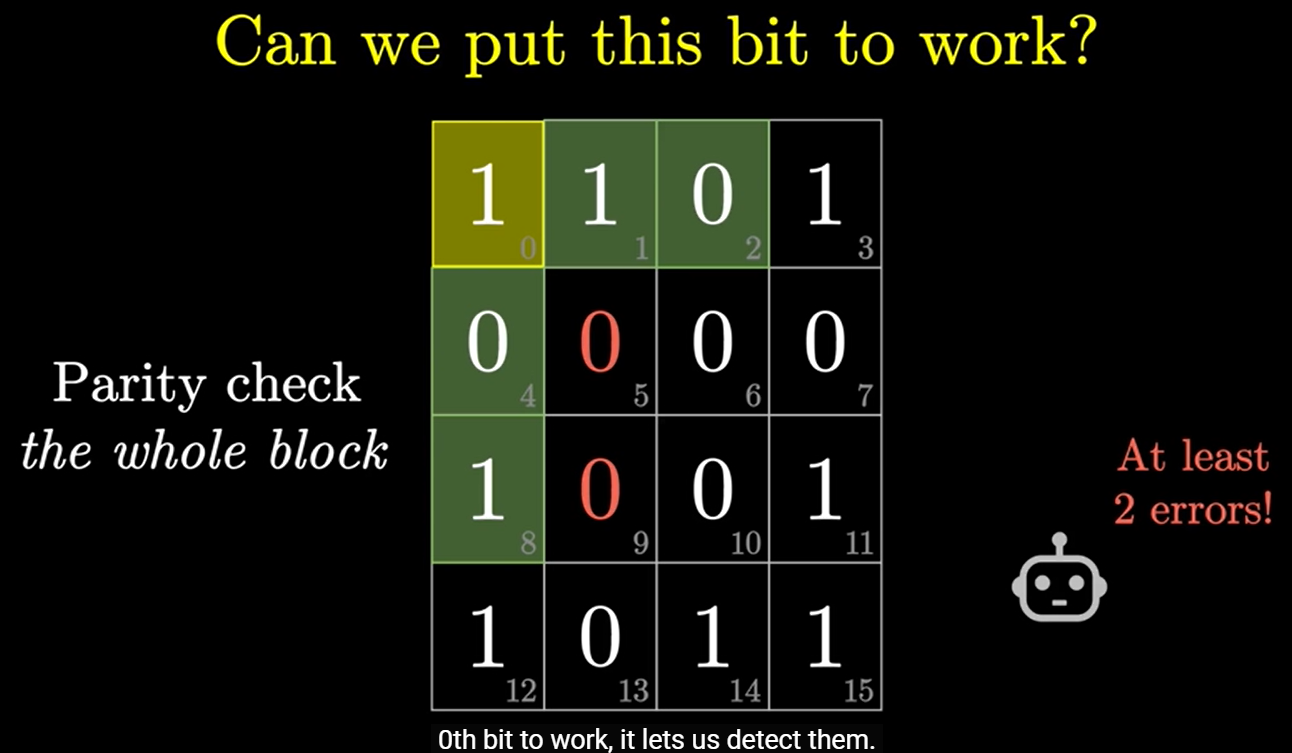 Can we put this bit to work?
1 0 1 1 0 2 1 3
0 4 0 5 0 6 0 7
Parity check
the whole block
1 8 0 9 0 10 1 11
At least
2 errors!
1 12 0 13 1 14 1 15
0th bit to work, it lets us detect them.